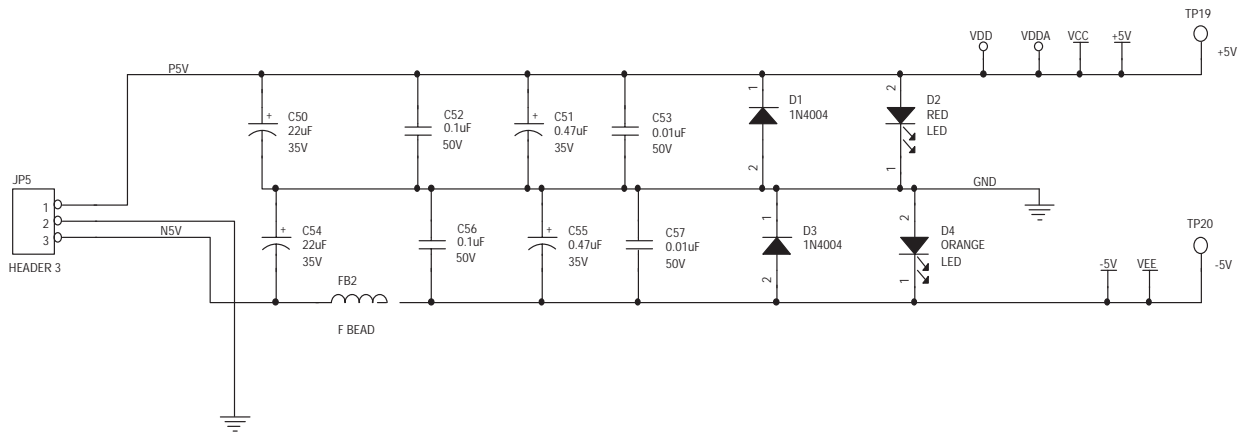 TP19
VDD
VDDA
VCC
+5V
+5V
P5V
1
2
+
C50
22uF
35V
C52
0.1uF
50V
+
C51
0.47uF
35V
C53
0.01uF
50V
D1
1N4004
D2
RED
LED
2
1
GND
JP5
1
2
3
HEADER 3
N5V
+
C54
22uF
35V
C56
0.1uF
50V
+
C55
0.47uF
35V
C57
0.01uF
50V
1
D3
1N4004
2
2
D4
ORANGE
LED
1
TP20
-5V
-5V
VEE
FB2
F BEAD